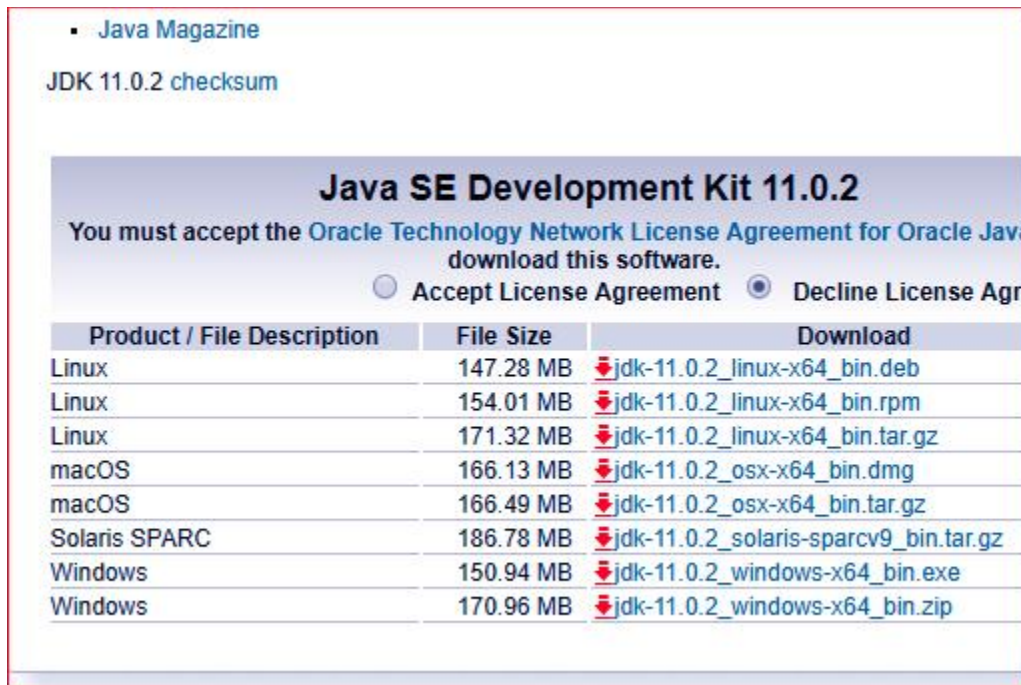 Java Magazine
JDK 11.0.2 checksum
Java SE Development Kit 11.0.2
You must accept the Oracle Technology Network License Agreement for Oracle Java
download this software.
Accept License Agreement Decline License Agr
Product / File Description File Size Download
Linux 147.28 MB jdk-11.0.2_linux-x64_bin.deb
Linux 154.01 MB jdk-11.0.2_linux-x64_bin.rpm
Linux 171.32 MB jdk-11.0.2_linux-x64_bin.tar.gz
macOS 166.13 MB jdk-11.0.2_osx-x64_bin.dmg
macOS 166.49 MB jdk-11.0.2_osx-x64_bin.tar.gz
Solaris SPARC 186.78 MB jdk-11.0.2_solaris-sparcv9_bin.tar.gz
Windows 150.94 MB jdk-11.0.2_windows-x64_bin.exe
Windows 170.96 MB jdk-11.0.2_windows-x64_bin.zip